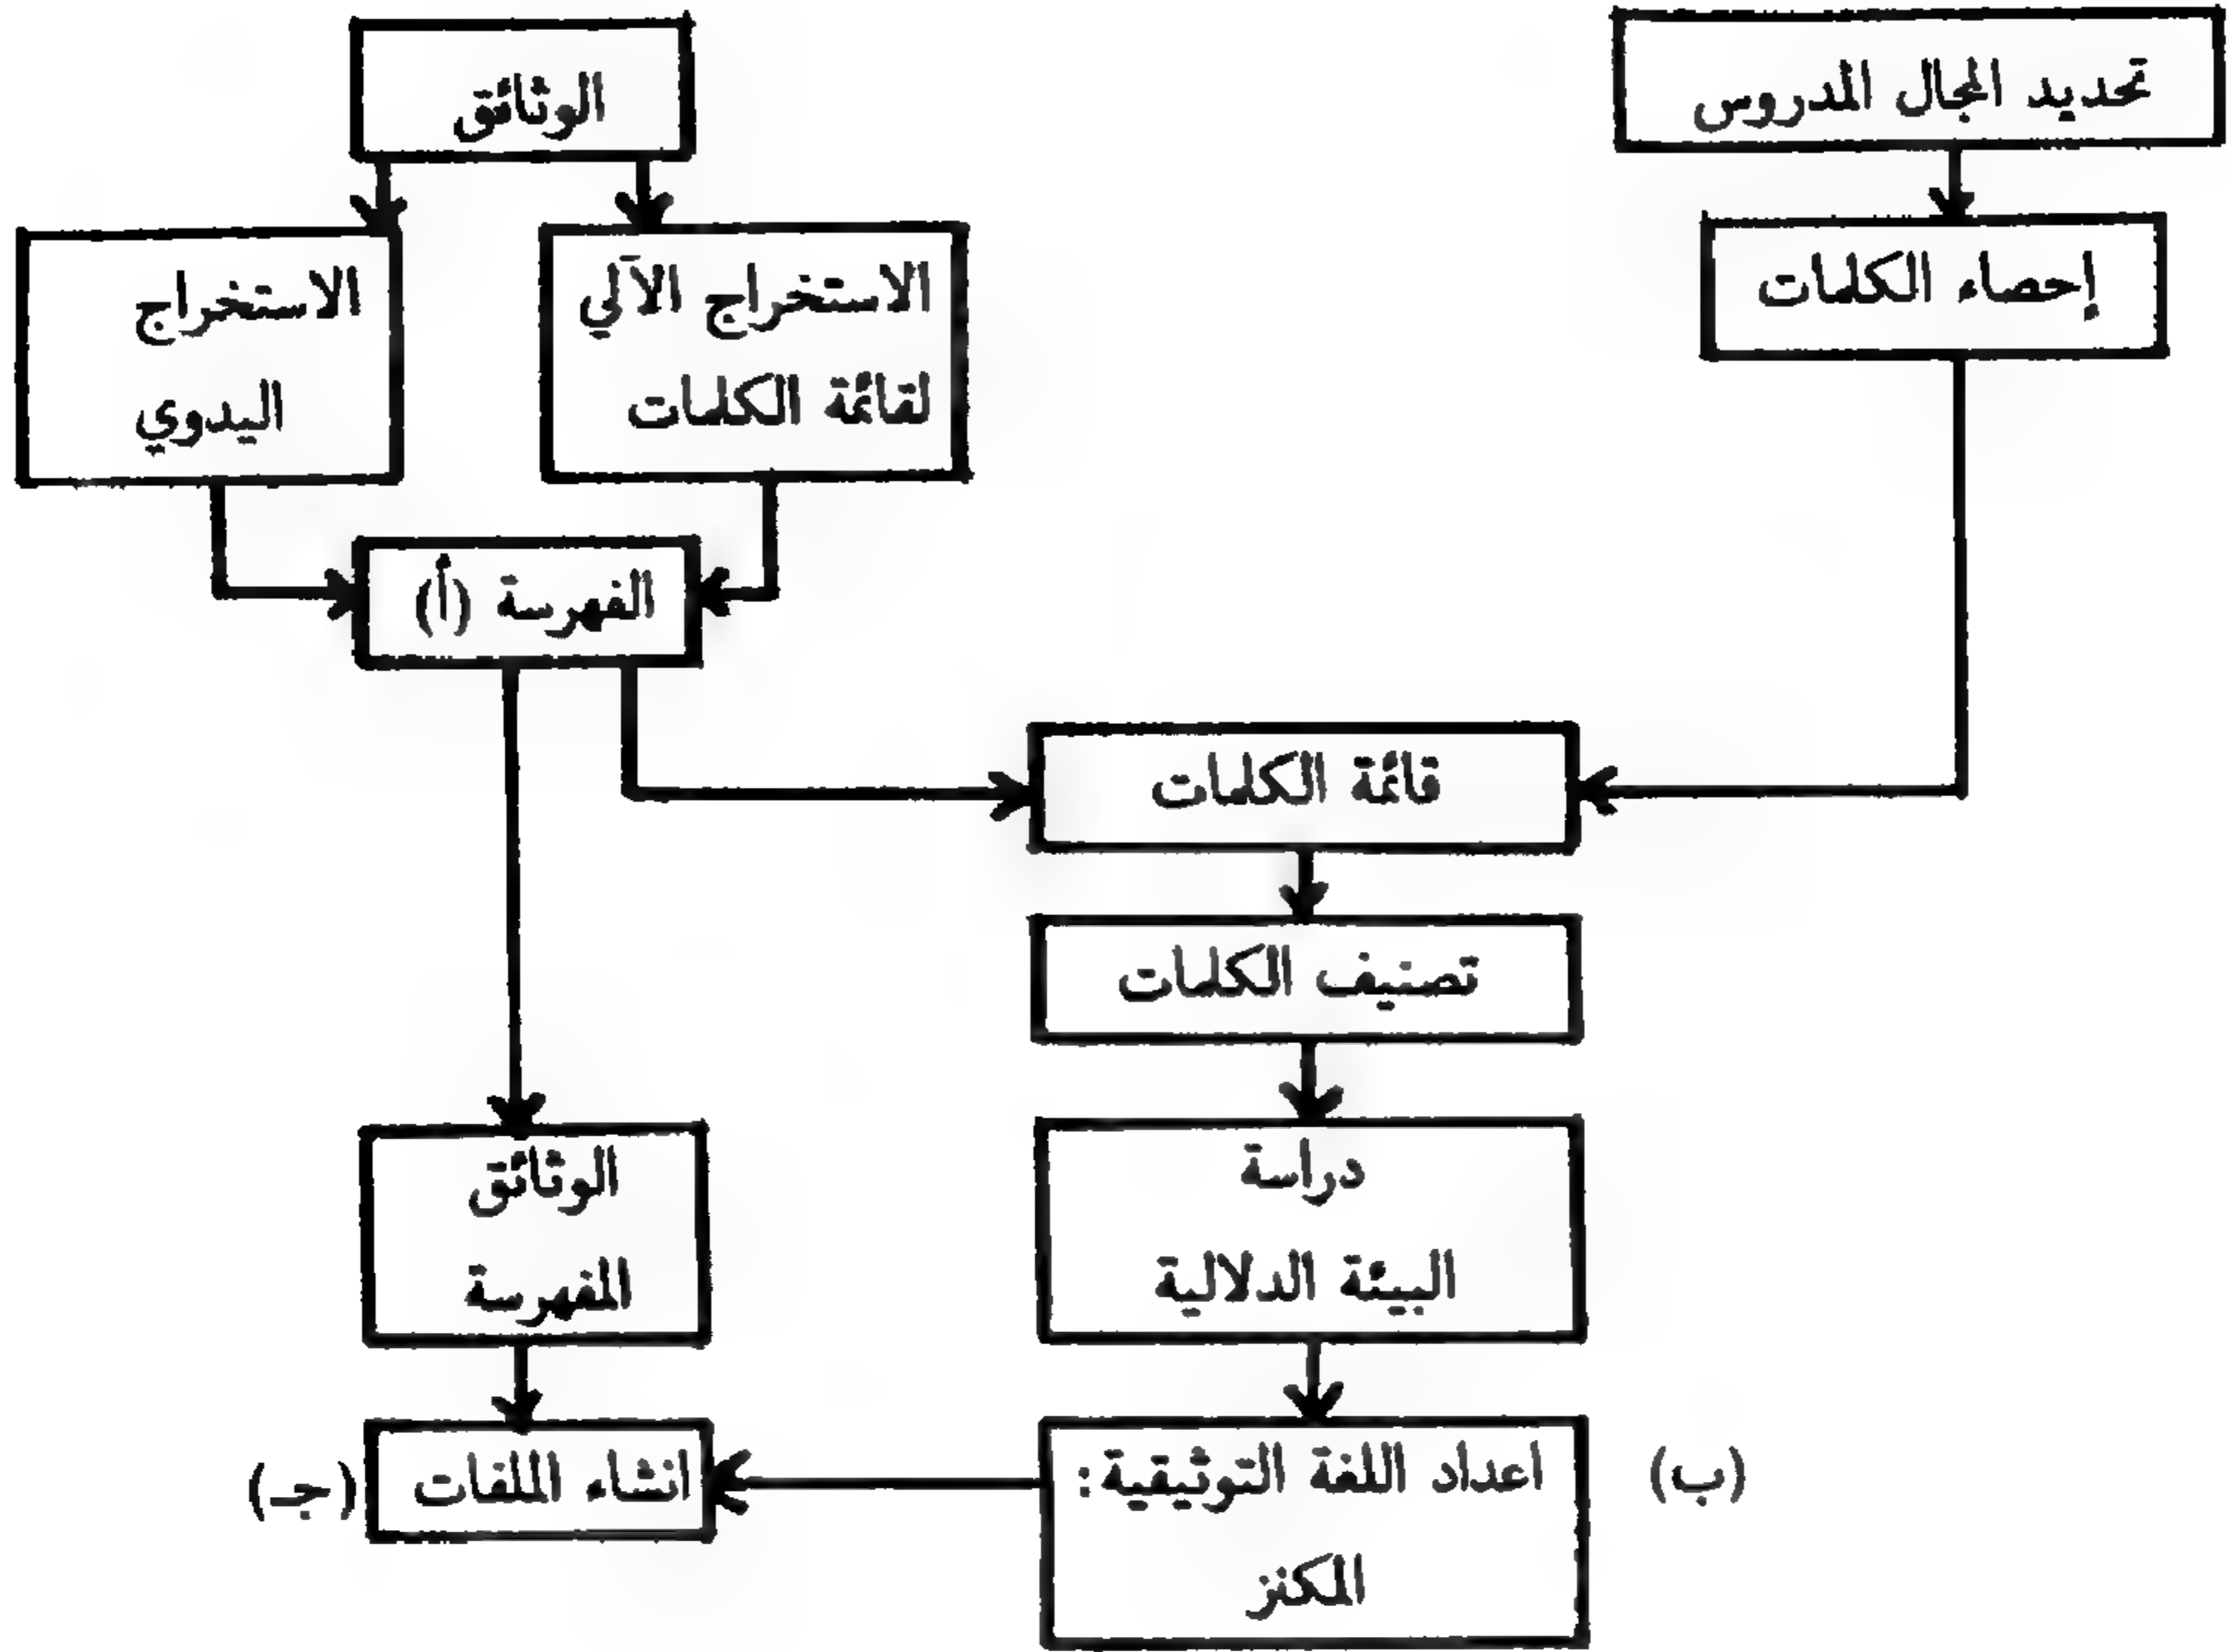 تحديد المجال المدروس
الوثائق
إحصاء الكلمات
الاستخراج الآلي
لقائمة الكلمات
الاستخراج
اليدوي
الفهرسة (أ)
قائمة الكلمات
تصنيف الكلمات
دراسة
البيئة الدلالية
الوثائق
المفهرسة
(ب)
اعداد اللغة التوثيقية:
المكنز
انشاء الملفات
(جـ)